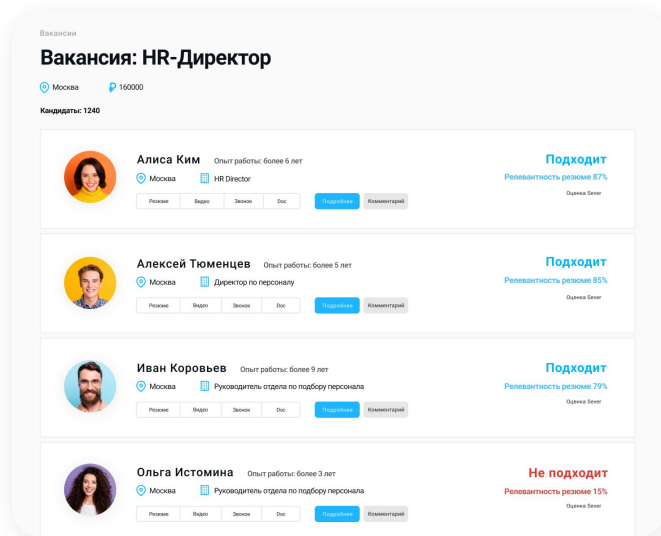 Вакансии
Вакансия: HR-Директор
Москва 160000
Кандидаты: 1240
Алиса Ким Опыт работы: более 6 лет
Москва HR Director
Резюме Видео Звонок Doc Подробнее Комментарий
Подходит
Релевантность резюме 87%
Оценка Sever
Алексей Тюменцев Опыт работы: более 5 лет
Москва Директор по персоналу
Резюме Видео Звонок Doc Подробнее Комментарий
Подходит
Релевантность резюме 85%
Оценка Sever
Иван Коровьев Опыт работы: более 9 лет
Москва Руководитель отдела по подбору персонала
Резюме Видео Звонок Doc Подробнее Комментарий
Подходит
Релевантность резюме 79%
Оценка Sever
Ольга Истомина Опыт работы: более 3 лет
Москва Руководитель отдела по подбору персонала
Резюме Видео Звонок Doc Подробнее Комментарий
Не подходит
Релевантность резюме 15%
Оценка Sever